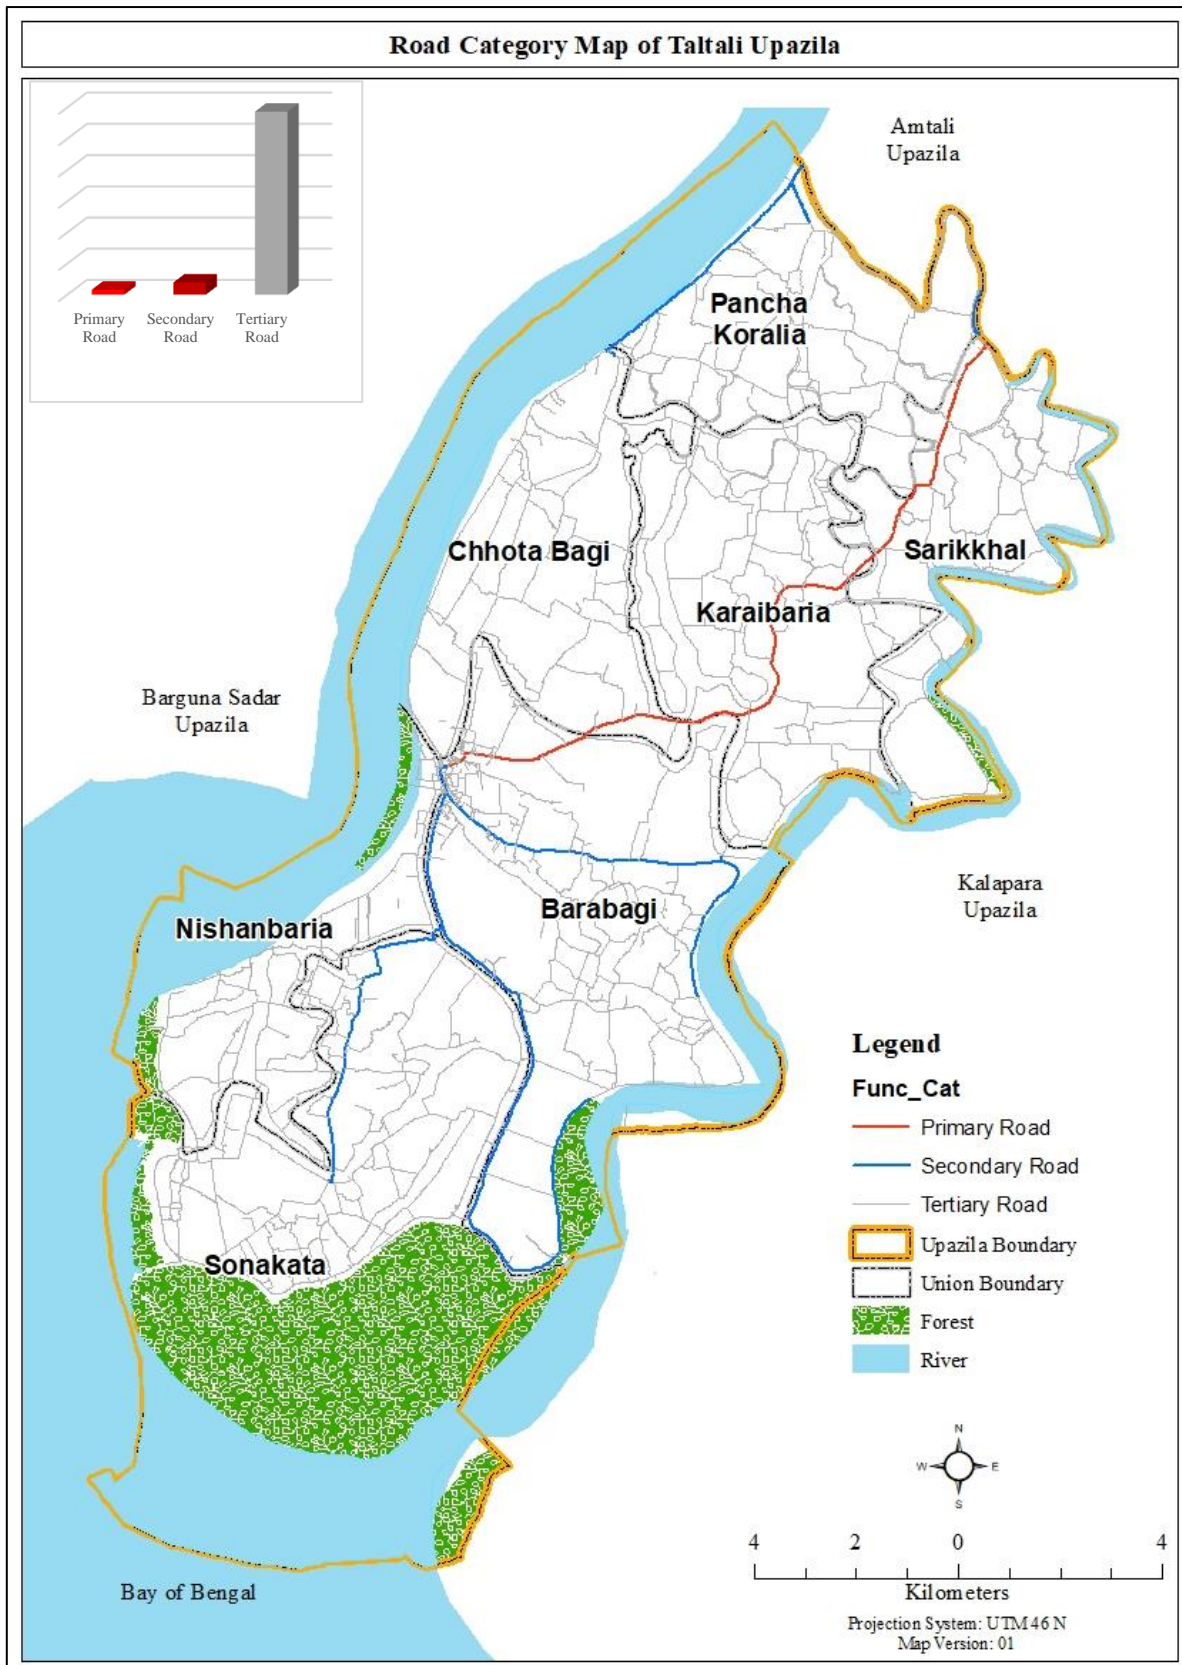 Road Category Map of Taltali Upazila
Primary
Road
Secondary
Road
Tertiary
Road
Amtali
Upazila
Pancha
Koralia
Chhota Bagi
Sarikkhal
Karaibaria
Barguna Sadar
Upazila
Kalapara
Upazila
Barabagi
Nishanbaria
Sonakata
Legend
Func_Cat
Primary Road
Secondary Road
Tertiary Road
Upazila Boundary
Union Boundary
Forest
River
N
W
E
S
4 2 0 4
Kilometers
Projection System: UTM 46 N
Map Version: 01
Bay of Bengal